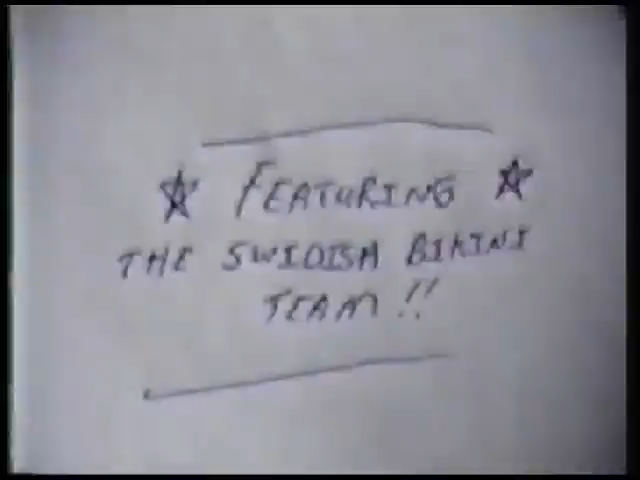 ★ FEATURING ★
THE SWIDISH BIKINI
TEAM!!